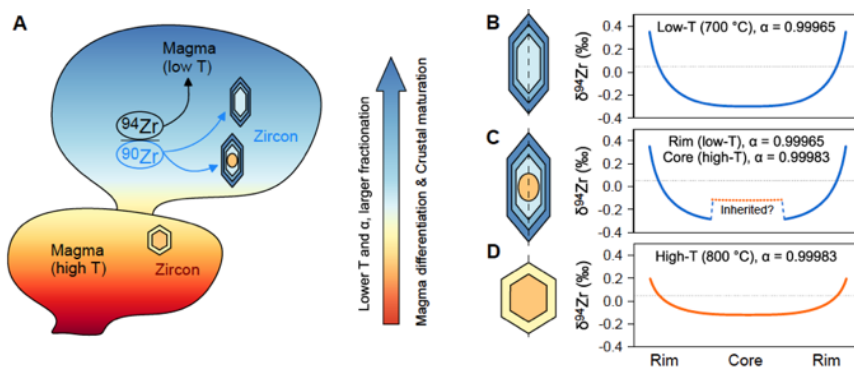 A
Magma
(low T)
94Zr
90Zr
Zircon
Magma
(high T)
Zircon
Lower T and α, larger fractionation
Magma differentiation & Crustal maturation
B
δ94Zr (‰)
0.4
0.2
0.0
-0.2
-0.4
Low-T (700 °C), α = 0.99965
C
δ94Zr (‰)
0.4
0.2
0.0
-0.2
-0.4
Rim (low-T), α = 0.99965
Core (high-T), α = 0.99983
Inherited?
D
δ94Zr (‰)
0.4
0.2
0.0
-0.2
-0.4
High-T (800 °C), α = 0.99983
Rim Core Rim